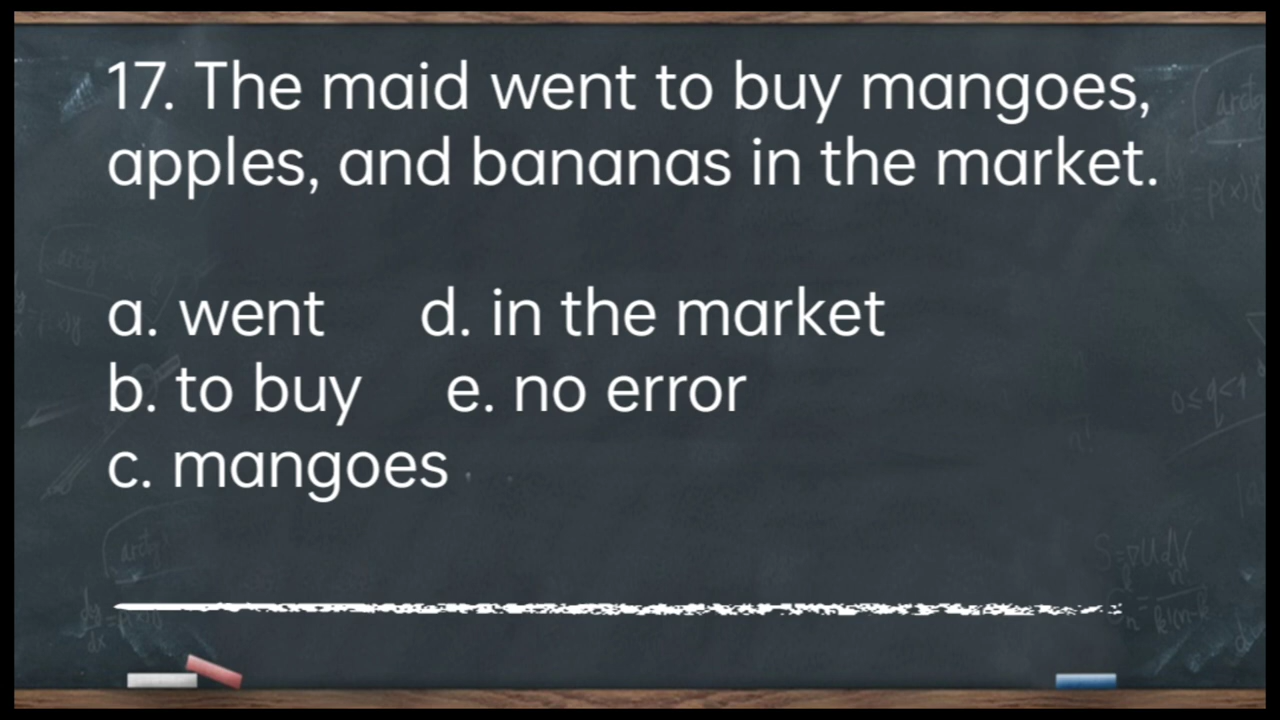 17. The maid went to buy mangoes,
apples, and bananas in the market.
a. went d. in the market
b. to buy e. no error
c. mangoes